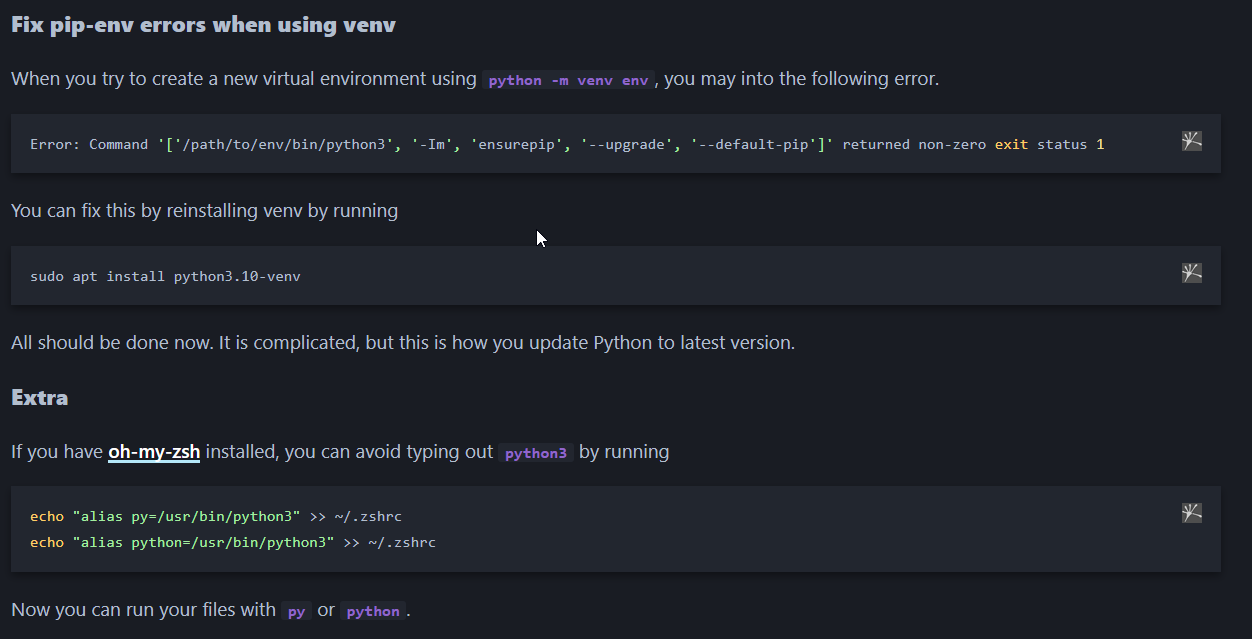 Fix pip-env errors when using venv
When you try to create a new virtual environment using python -m venv env, you may into the following error.
Error: Command '['/path/to/env/bin/python3', '-Im', 'ensurepip', '--upgrade', '--default-pip']' returned non-zero exit status 1
You can fix this by reinstalling venv by running
sudo apt install python3.10-venv
All should be done now. It is complicated, but this is how you update Python to latest version.
Extra
If you have oh-my-zsh installed, you can avoid typing out python3 by running
echo "alias py=/usr/bin/python3" >> ~/.zshrc
echo "alias python=/usr/bin/python3" >> ~/.zshrc
Now you can run your files with py or python.